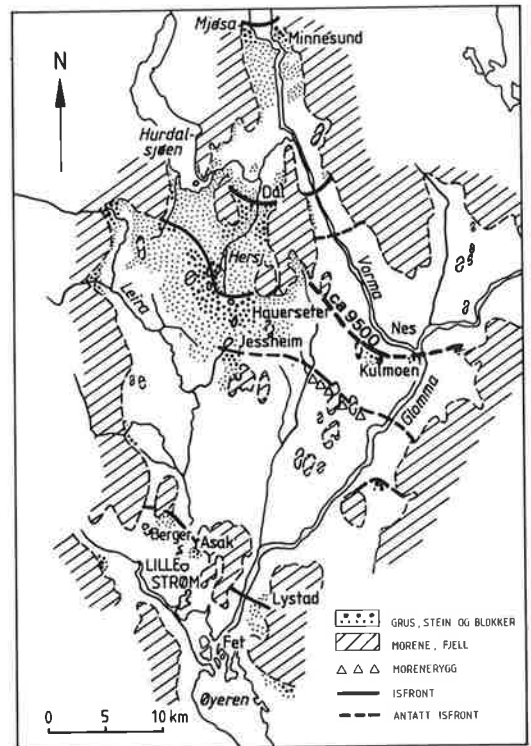 Mjøsa
Minnesund
N
Hurdal-
sjøen
Dal
Hersj.
Vorma
Leira
Hauerseter
ca 9500
Nes
Jessheim
Kulmoen
Glomma
Berger
Asak
LILLE
STRØM
Lystad
Fet
Øyeren
0 5 10 km
GRUS, STEIN OG BLOKKER
MORENE, FJELL
MORENERYGG
ISFRONT
ANTATT ISFRONT